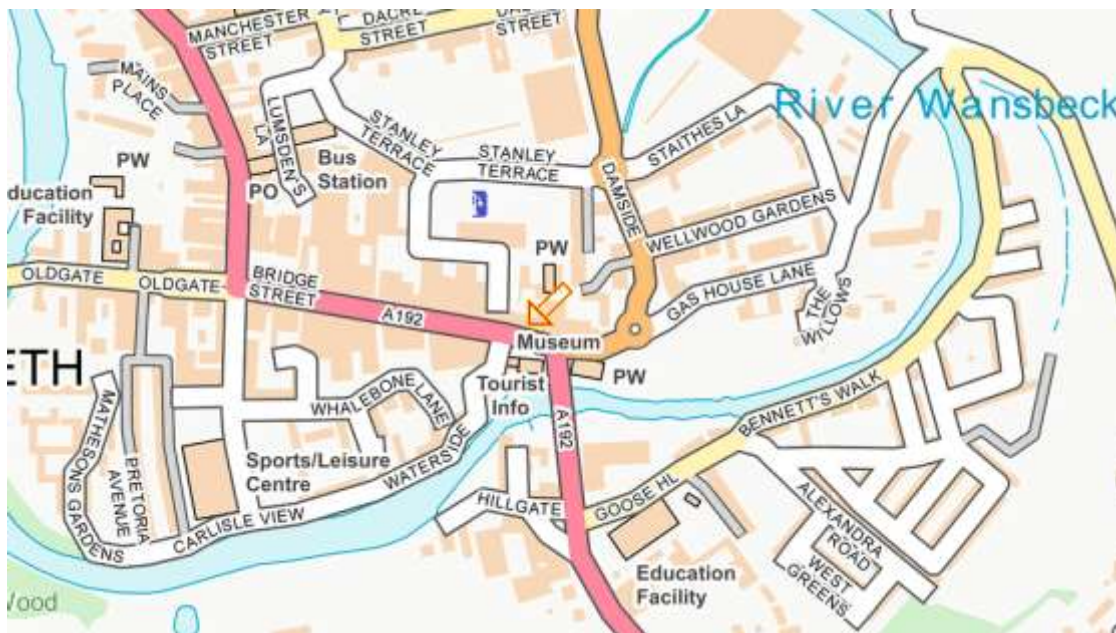 MANCHESTER
STREET
DACRE
STREET
MAINS
PLACE
LUMSDEN'S
LA
STANLEY
TERRACE
STANLEY
TERRACE
STAITHES LA
River Wansbeck
PW
Bus
Station
PO
DAMSIDE
Education
Facility
PW
WELLWOOD GARDENS
OLDGATE
OLDGATE
BRIDGE
STREET
A192
GAS HOUSE LANE
THE
WILLOWS
Museum
ETH
Tourist
Info
PW
WHALEBONE LANE
A192
BENNETT'S WALK
MATHESONS GARDENS
PRETORIA
AVENUE
Sports/Leisure
Centre
WATERSIDE
CARLISLE VIEW
HILLGATE
GOOSE HL
ALEXANDRA
ROAD
WEST
GREENS
Education
Facility
Wood